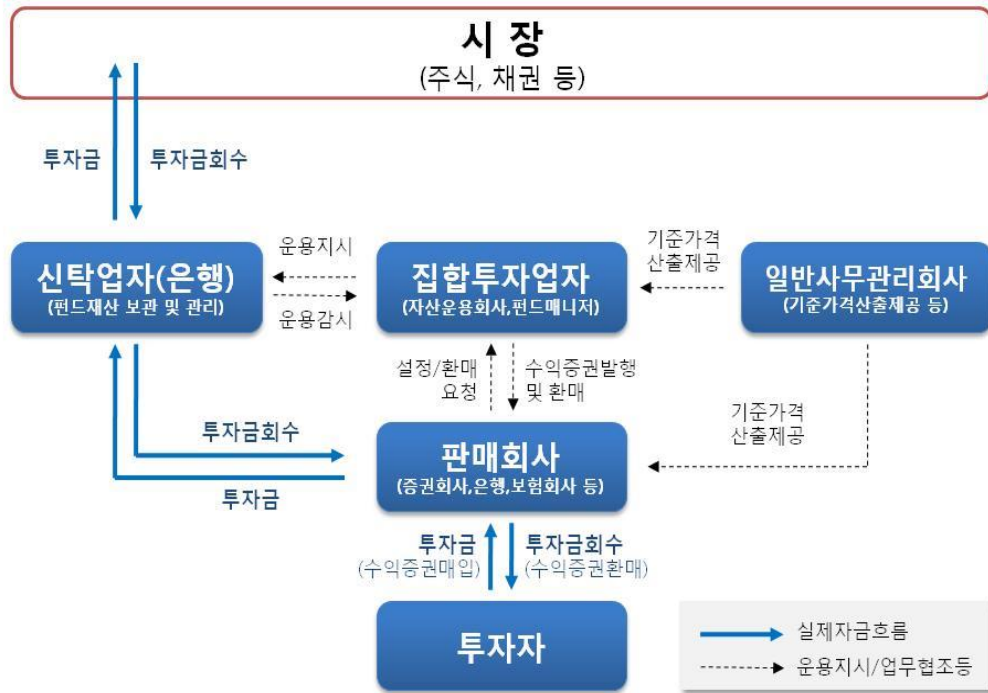 시 장
(주식, 채권 등)
투자금
투자금회수
신탁업자(은행)
(펀드재산 보관 및 관리)
운용지시
운용감시
집합투자업자
(자산운용회사,펀드매니저)
기준가격
산출제공
일반사무관리회사
(기준가격산출제공 등)
설정/환매
요청
수익증권발행
및 환매
기준가격
산출제공
투자금회수
투자금
판매회사
(증권회사,은행,보험회사 등)
투자금
(수익증권매입)
투자금회수
(수익증권환매)
투자자
실제자금흐름
운용지시/업무협조등